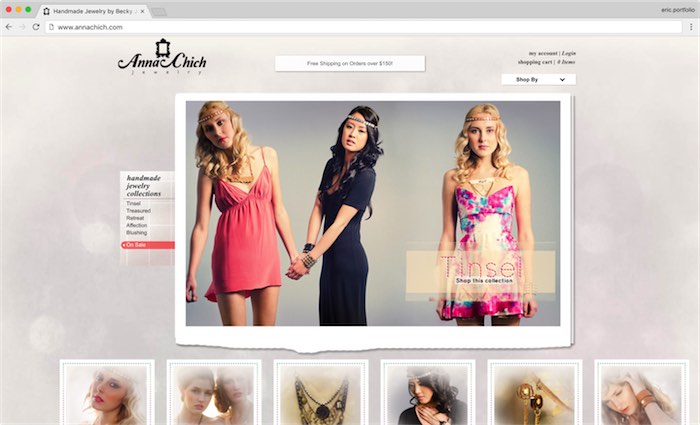 Handmade Jewelry by Becky
eric.portfolio
www.annachich.com
Anna Chich
jewelry
Free Shipping on Orders over $150!
my account | Login
shopping cart | 0 Items
Shop By
handmade
jewelry
collections
Tinsel
Treasured
Retreat
Affection
Blushing
On Sale
Tinsel
Shop this collection